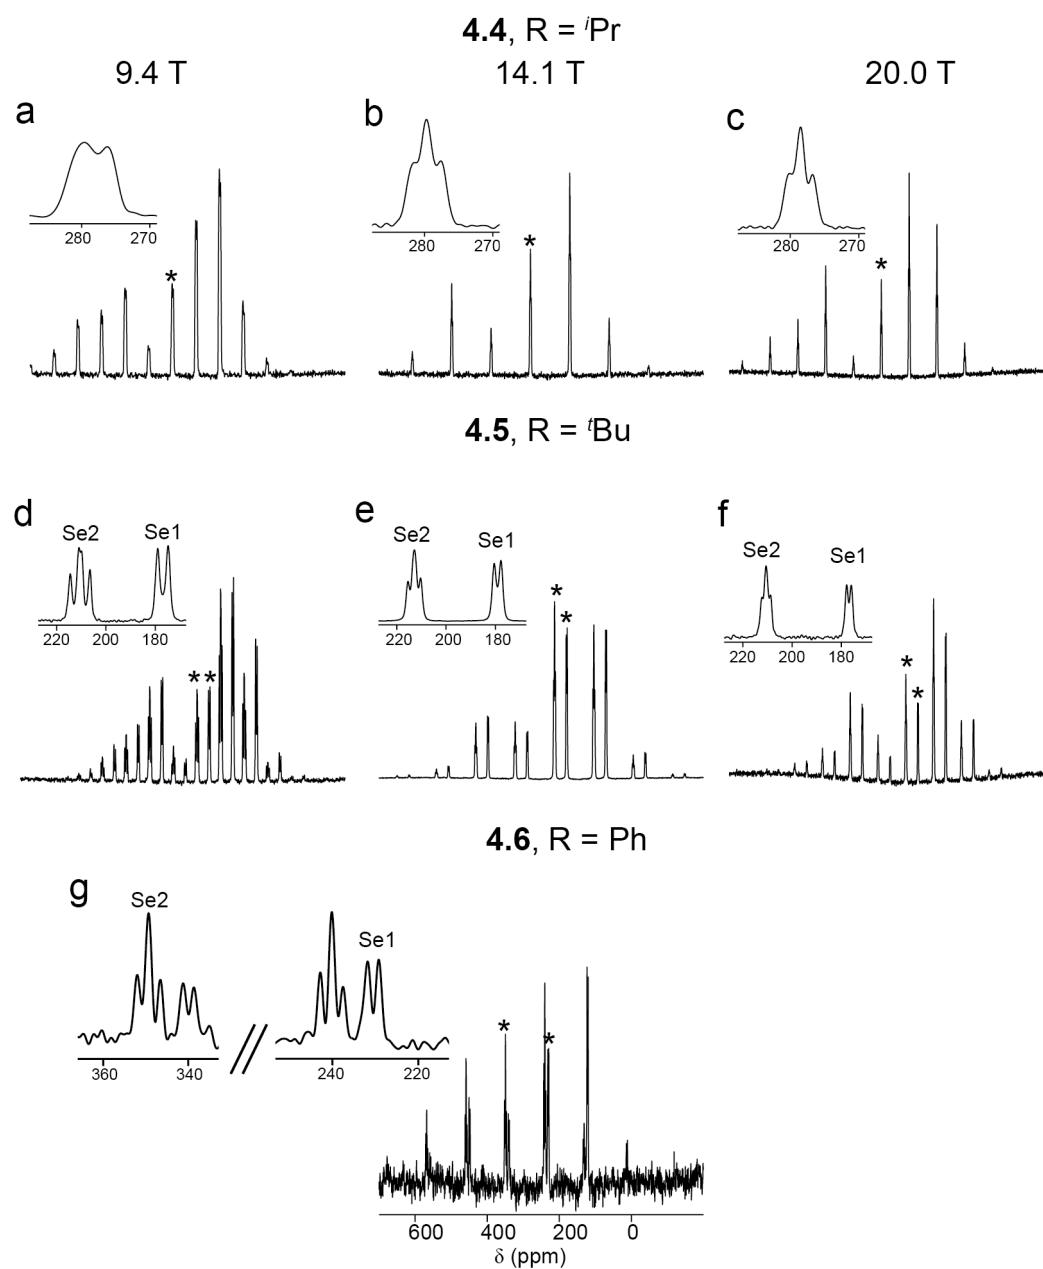 4.4, R = iPr
9.4 T 14.1 T 20.0 T
a b c
280 270 280 270 280 270
* * *
4.5, R = tBu
d e f
Se2 Se1 Se2 Se1 Se2 Se1
220 200 180 220 200 180 220 200 180
* * * * * *
4.6, R = Ph
g
Se2 Se1
360 340 240 220
* *
600 400 200 0
δ (ppm)